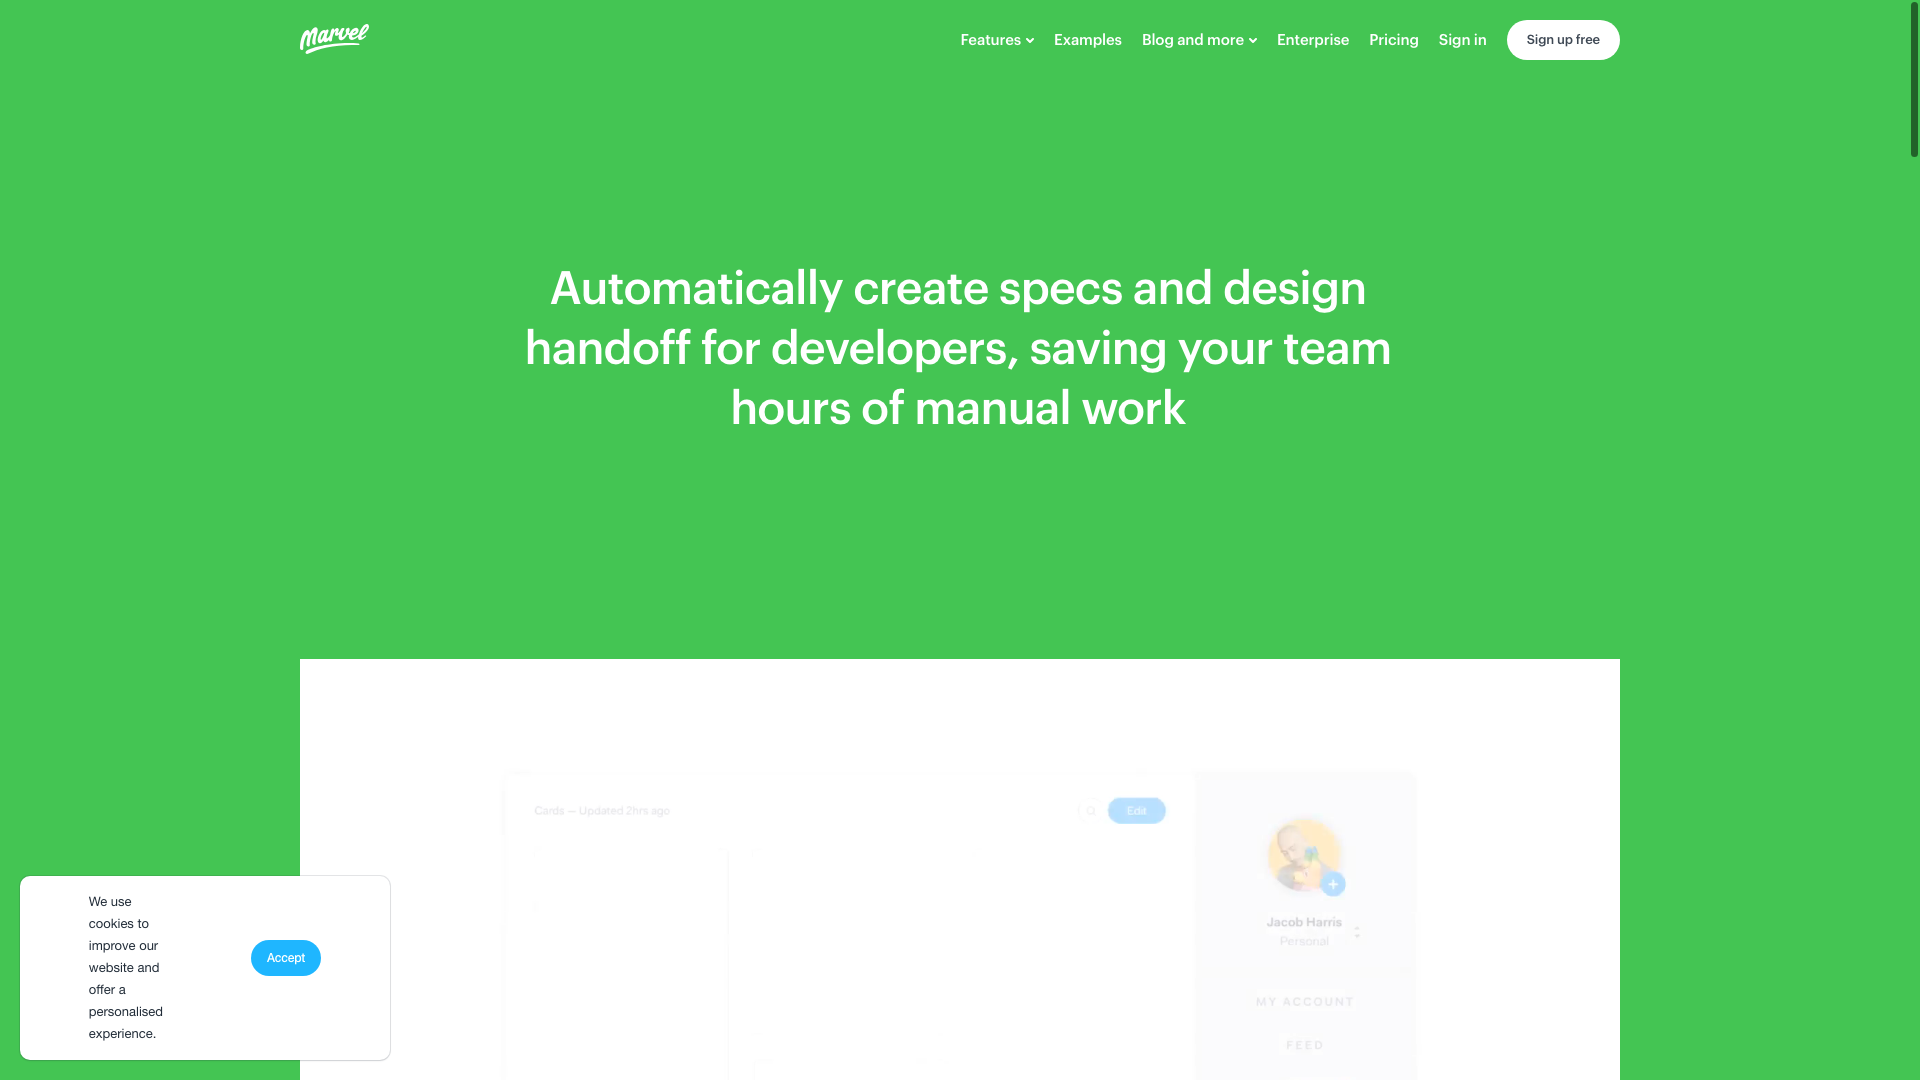 Marvel
Features
Examples
Blog and more
Enterprise
Pricing
Sign in
Sign up free
Automatically create specs and design
handoff for developers, saving your team
hours of manual work
Cards — Updated 2hrs ago
Edit
Jacob Harris
Personal
MY ACCOUNT
FEED
We use
cookies to
improve our
website and
offer a
personalised
experience.
Accept